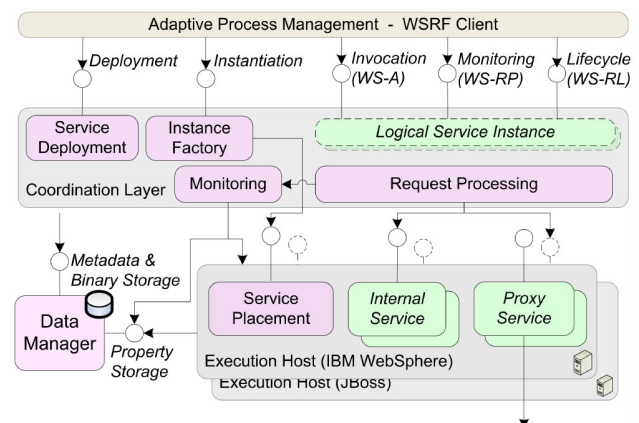 Adaptive Process Management - WSRF Client
Deployment
Instantiation
Invocation
(WS-A)
Monitoring
(WS-RP)
Lifecycle
(WS-RL)
Service
Deployment
Instance
Factory
Logical Service Instance
Coordination Layer
Monitoring
Request Processing
Metadata &
Binary Storage
Data
Manager
Property
Storage
Service
Placement
Internal
Service
Proxy
Service
Execution Host (IBM WebSphere)
Execution Host (JBoss)